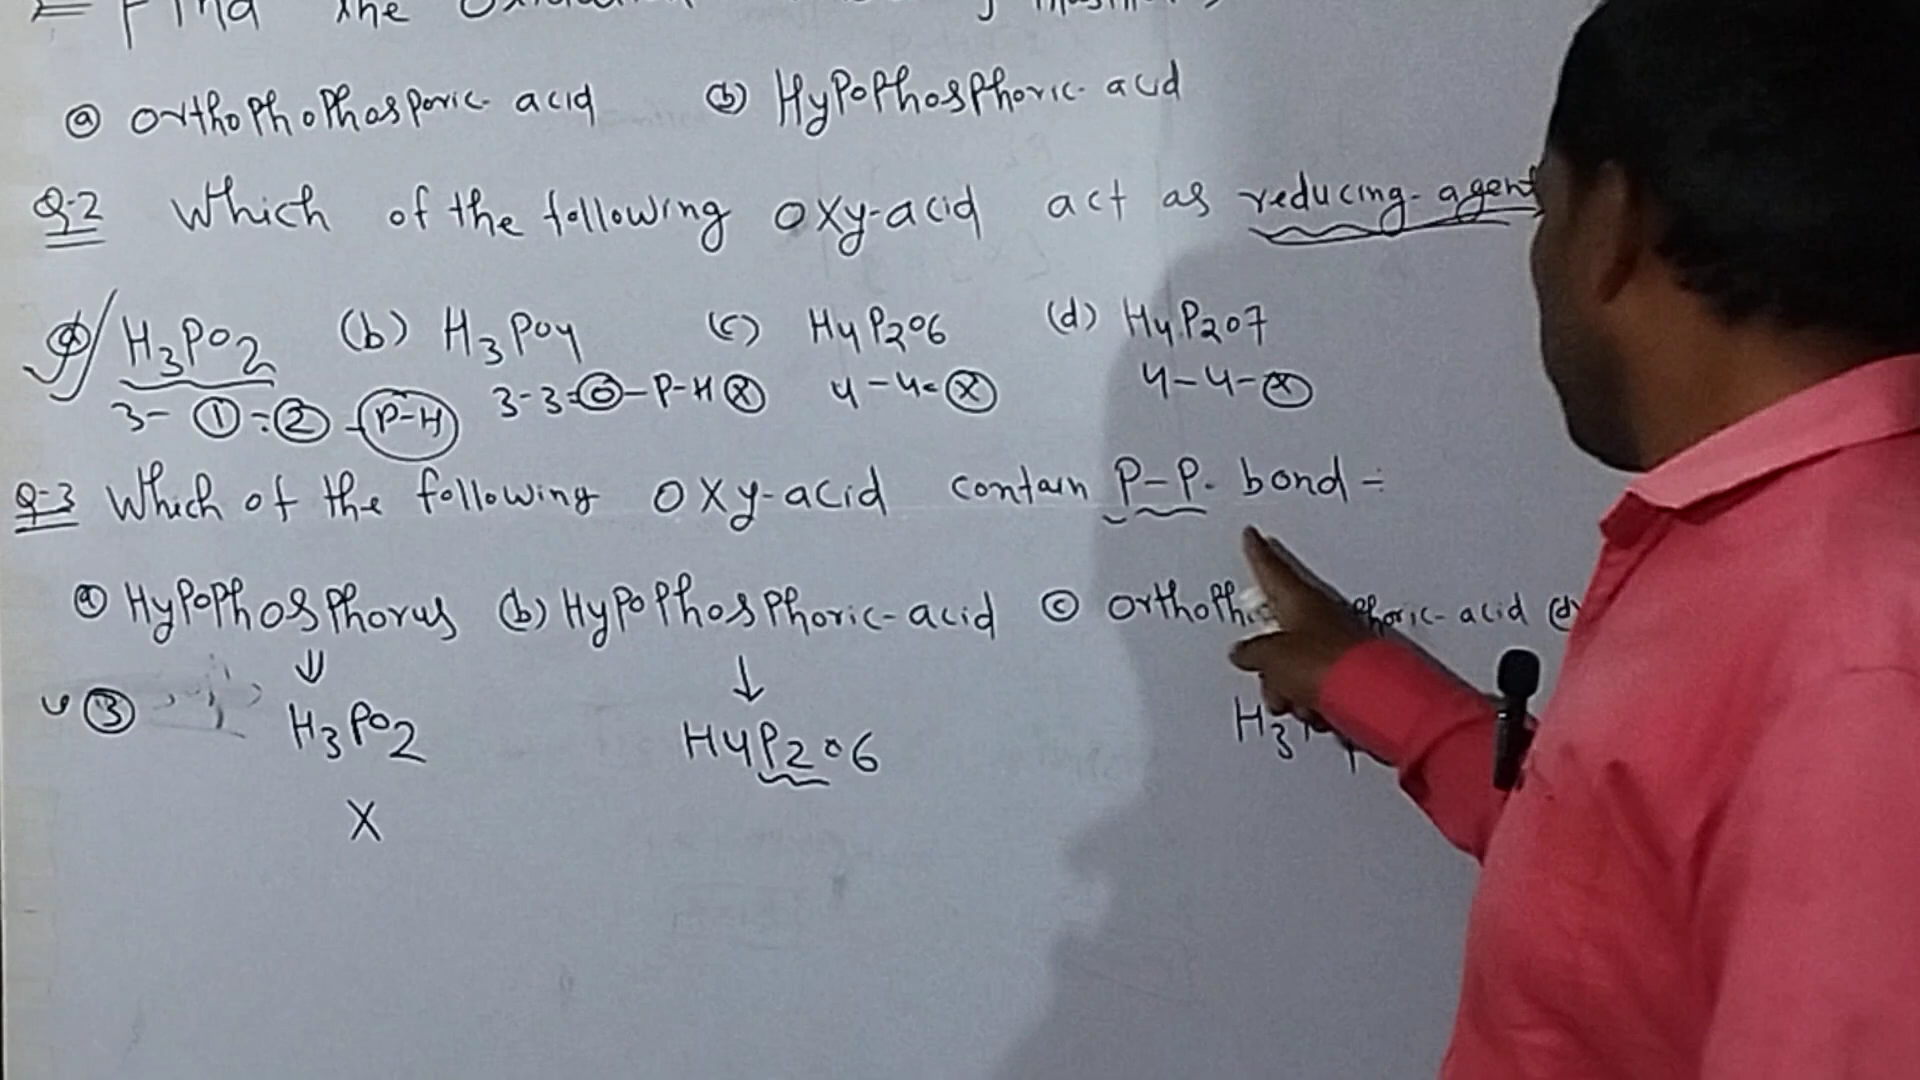 Find the
ⓐ orthophophosporic acid ⓑ Hypophosphoric acid
Q-2 Which of the following oxy-acid act as reducing-agent
ⓐ H3PO2 (b) H3PO4 (c) H4P2O6 (d) H4P2O7
3-①=②-P-H 3-3=⓪-P-H ⓧ 4-4=ⓧ 4-4-ⓧ
Q-3 Which of the following oxy-acid contain P-P bond =
ⓐ Hypophosphorus (b) Hypophosphoric-acid ⓒ -acid (d)
③ ⇓ ↓
H3PO2 H4P2O6 H3
X